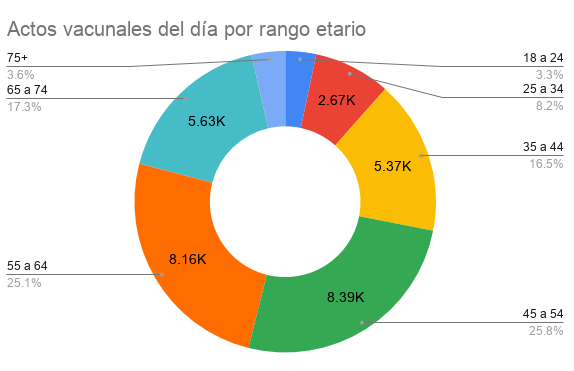 Actos vacunales del día por rango etario
75+
3.6%
65 a 74
17.3%
55 a 64
25.1%
18 a 24
3.3%
25 a 34
8.2%
35 a 44
16.5%
45 a 54
25.8%
2.67K
5.63K
5.37K
8.16K
8.39K